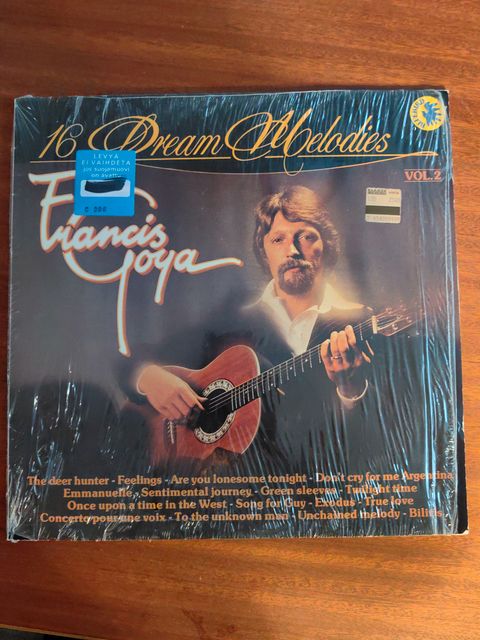 16 Dream Melodies
VOL.2
LEVYÄ
EI VAIHDETA
jos suojamuovi
on avattu
Francis
Goya
The deer hunter - Feelings - Are you lonesome tonight - Don't cry for me Argentina
Emmanuelle - Sentimental journey - Green sleeves - Twilight time
Once upon a time in the West - Song for Guy - Exodus - True love
Concerto pour une voix - To the unknown man - Unchained melody - Bilitis